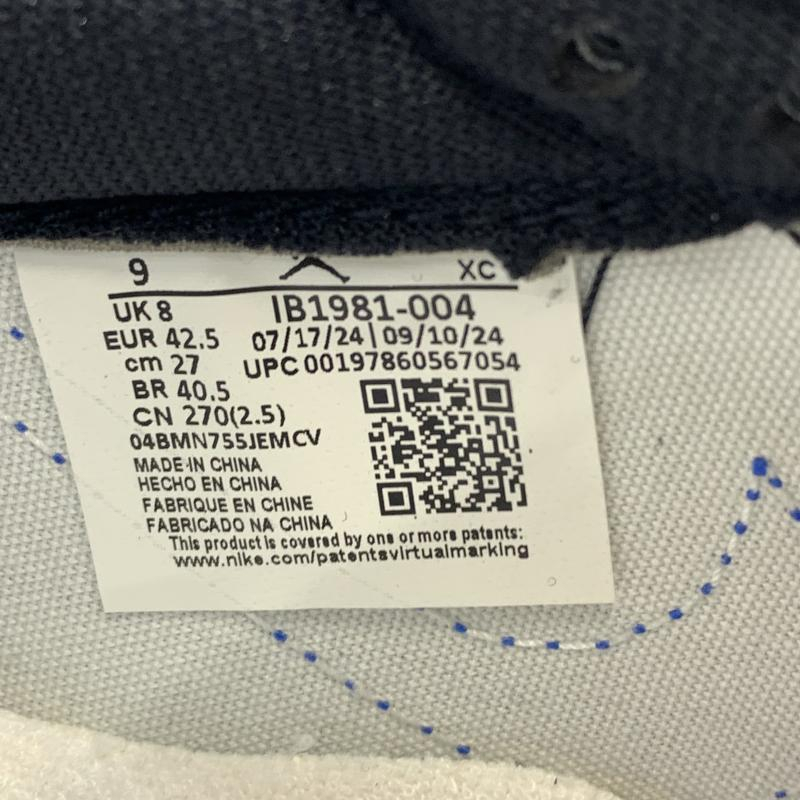 9 XC
UK 8 IB1981-004
EUR 42.5 07/17/24 | 09/10/24
cm 27 UPC 00197860567054
BR 40.5
CN 270(2.5)
04BMN755JEMCV
MADE IN CHINA
HECHO EN CHINA
FABRIQUE EN CHINE
FABRICADO NA CHINA
This product is covered by one or more patents:
www.nike.com/patentsvirtualmarking